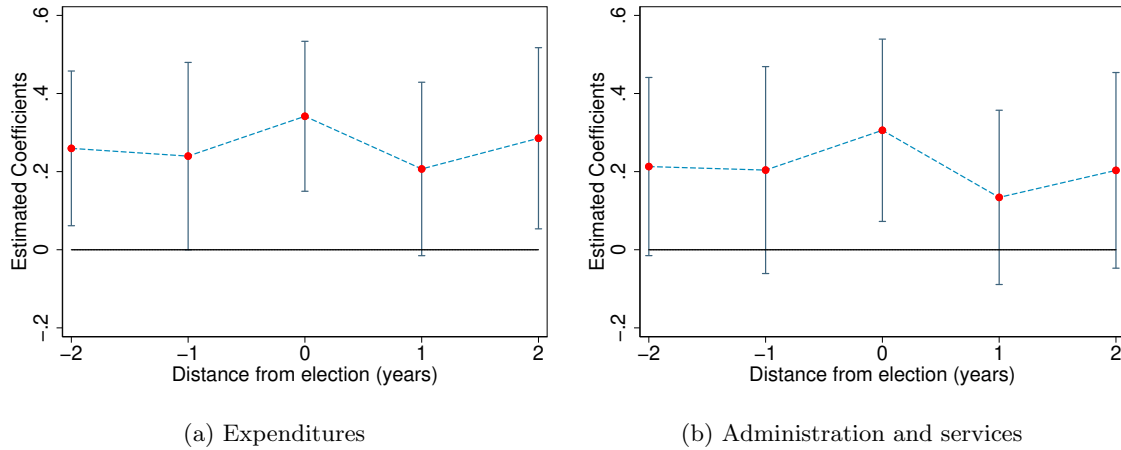 .6
.4
.2
0
-.2
Estimated Coefficients
-2 -1 0 1 2
Distance from election (years)
(a) Expenditures
.6
.4
.2
0
-.2
Estimated Coefficients
-2 -1 0 1 2
Distance from election (years)
(b) Administration and services